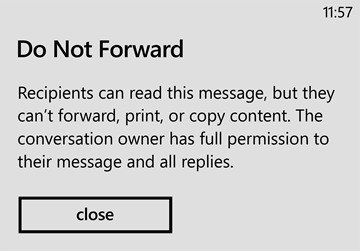 11:57
Do Not Forward
Recipients can read this message, but they
can't forward, print, or copy content. The
conversation owner has full permission to
their message and all replies.
close